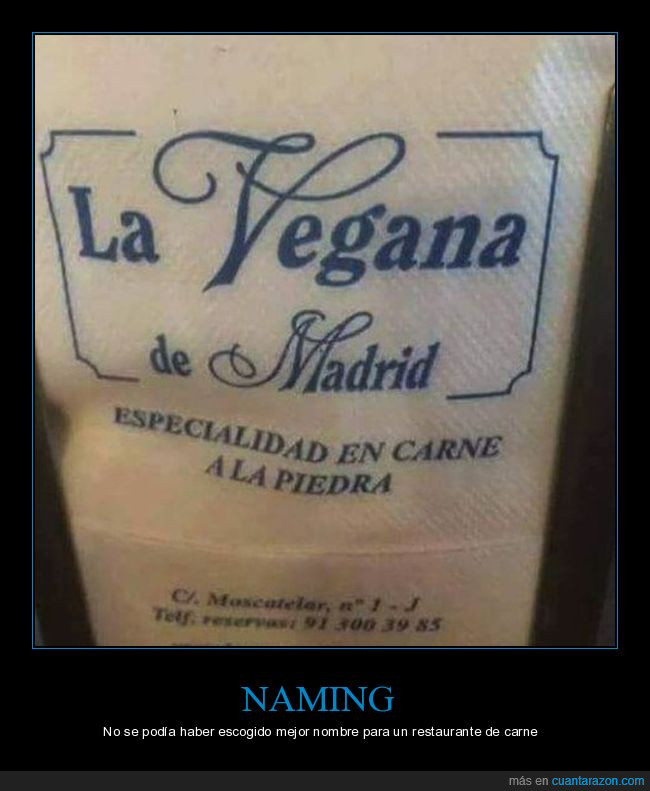 La Vegana
de Madrid
ESPECIALIDAD EN CARNE
A LA PIEDRA
C/. Moscatelar, nº 1 - J
Telf. reservas: 91 300 39 85
NAMING
No se podía haber escogido mejor nombre para un restaurante de carne
más en cuantarazon.com